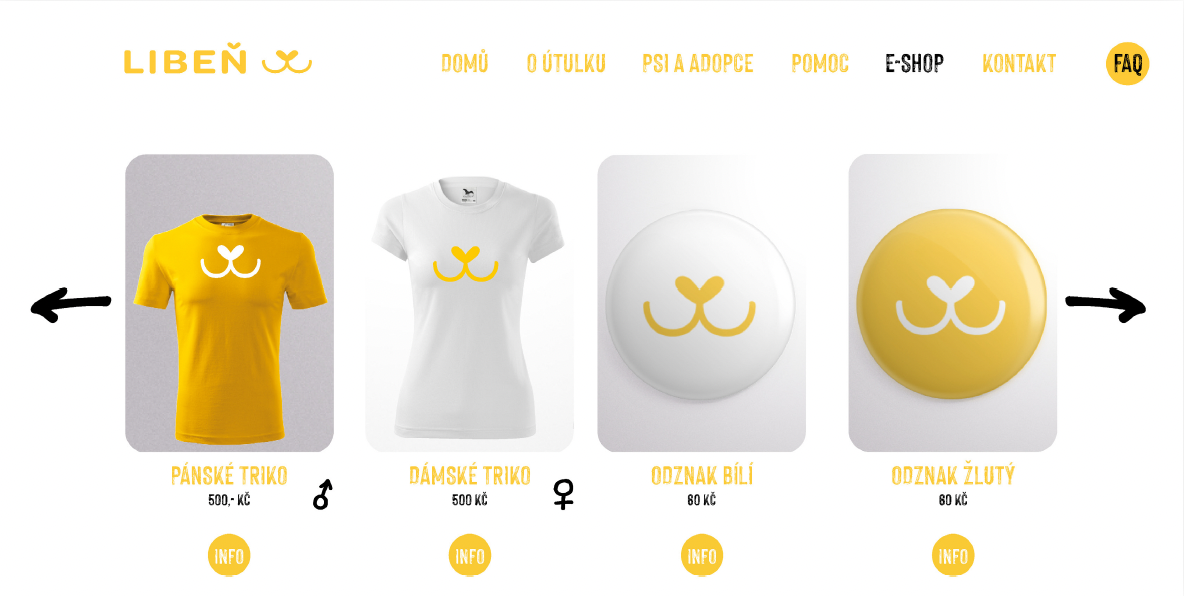 LIBEŇ
DOMŮ
O ÚTULKU
PSI A ADOPCE
POMOC
E-SHOP
KONTAKT
FAQ
PÁNSKÉ TRIKO
500,- KČ
DÁMSKÉ TRIKO
500 KČ
ODZNAK BÍLÍ
60 KČ
ODZNAK ŽLUTÝ
60 KČ
INFO
INFO
INFO
INFO